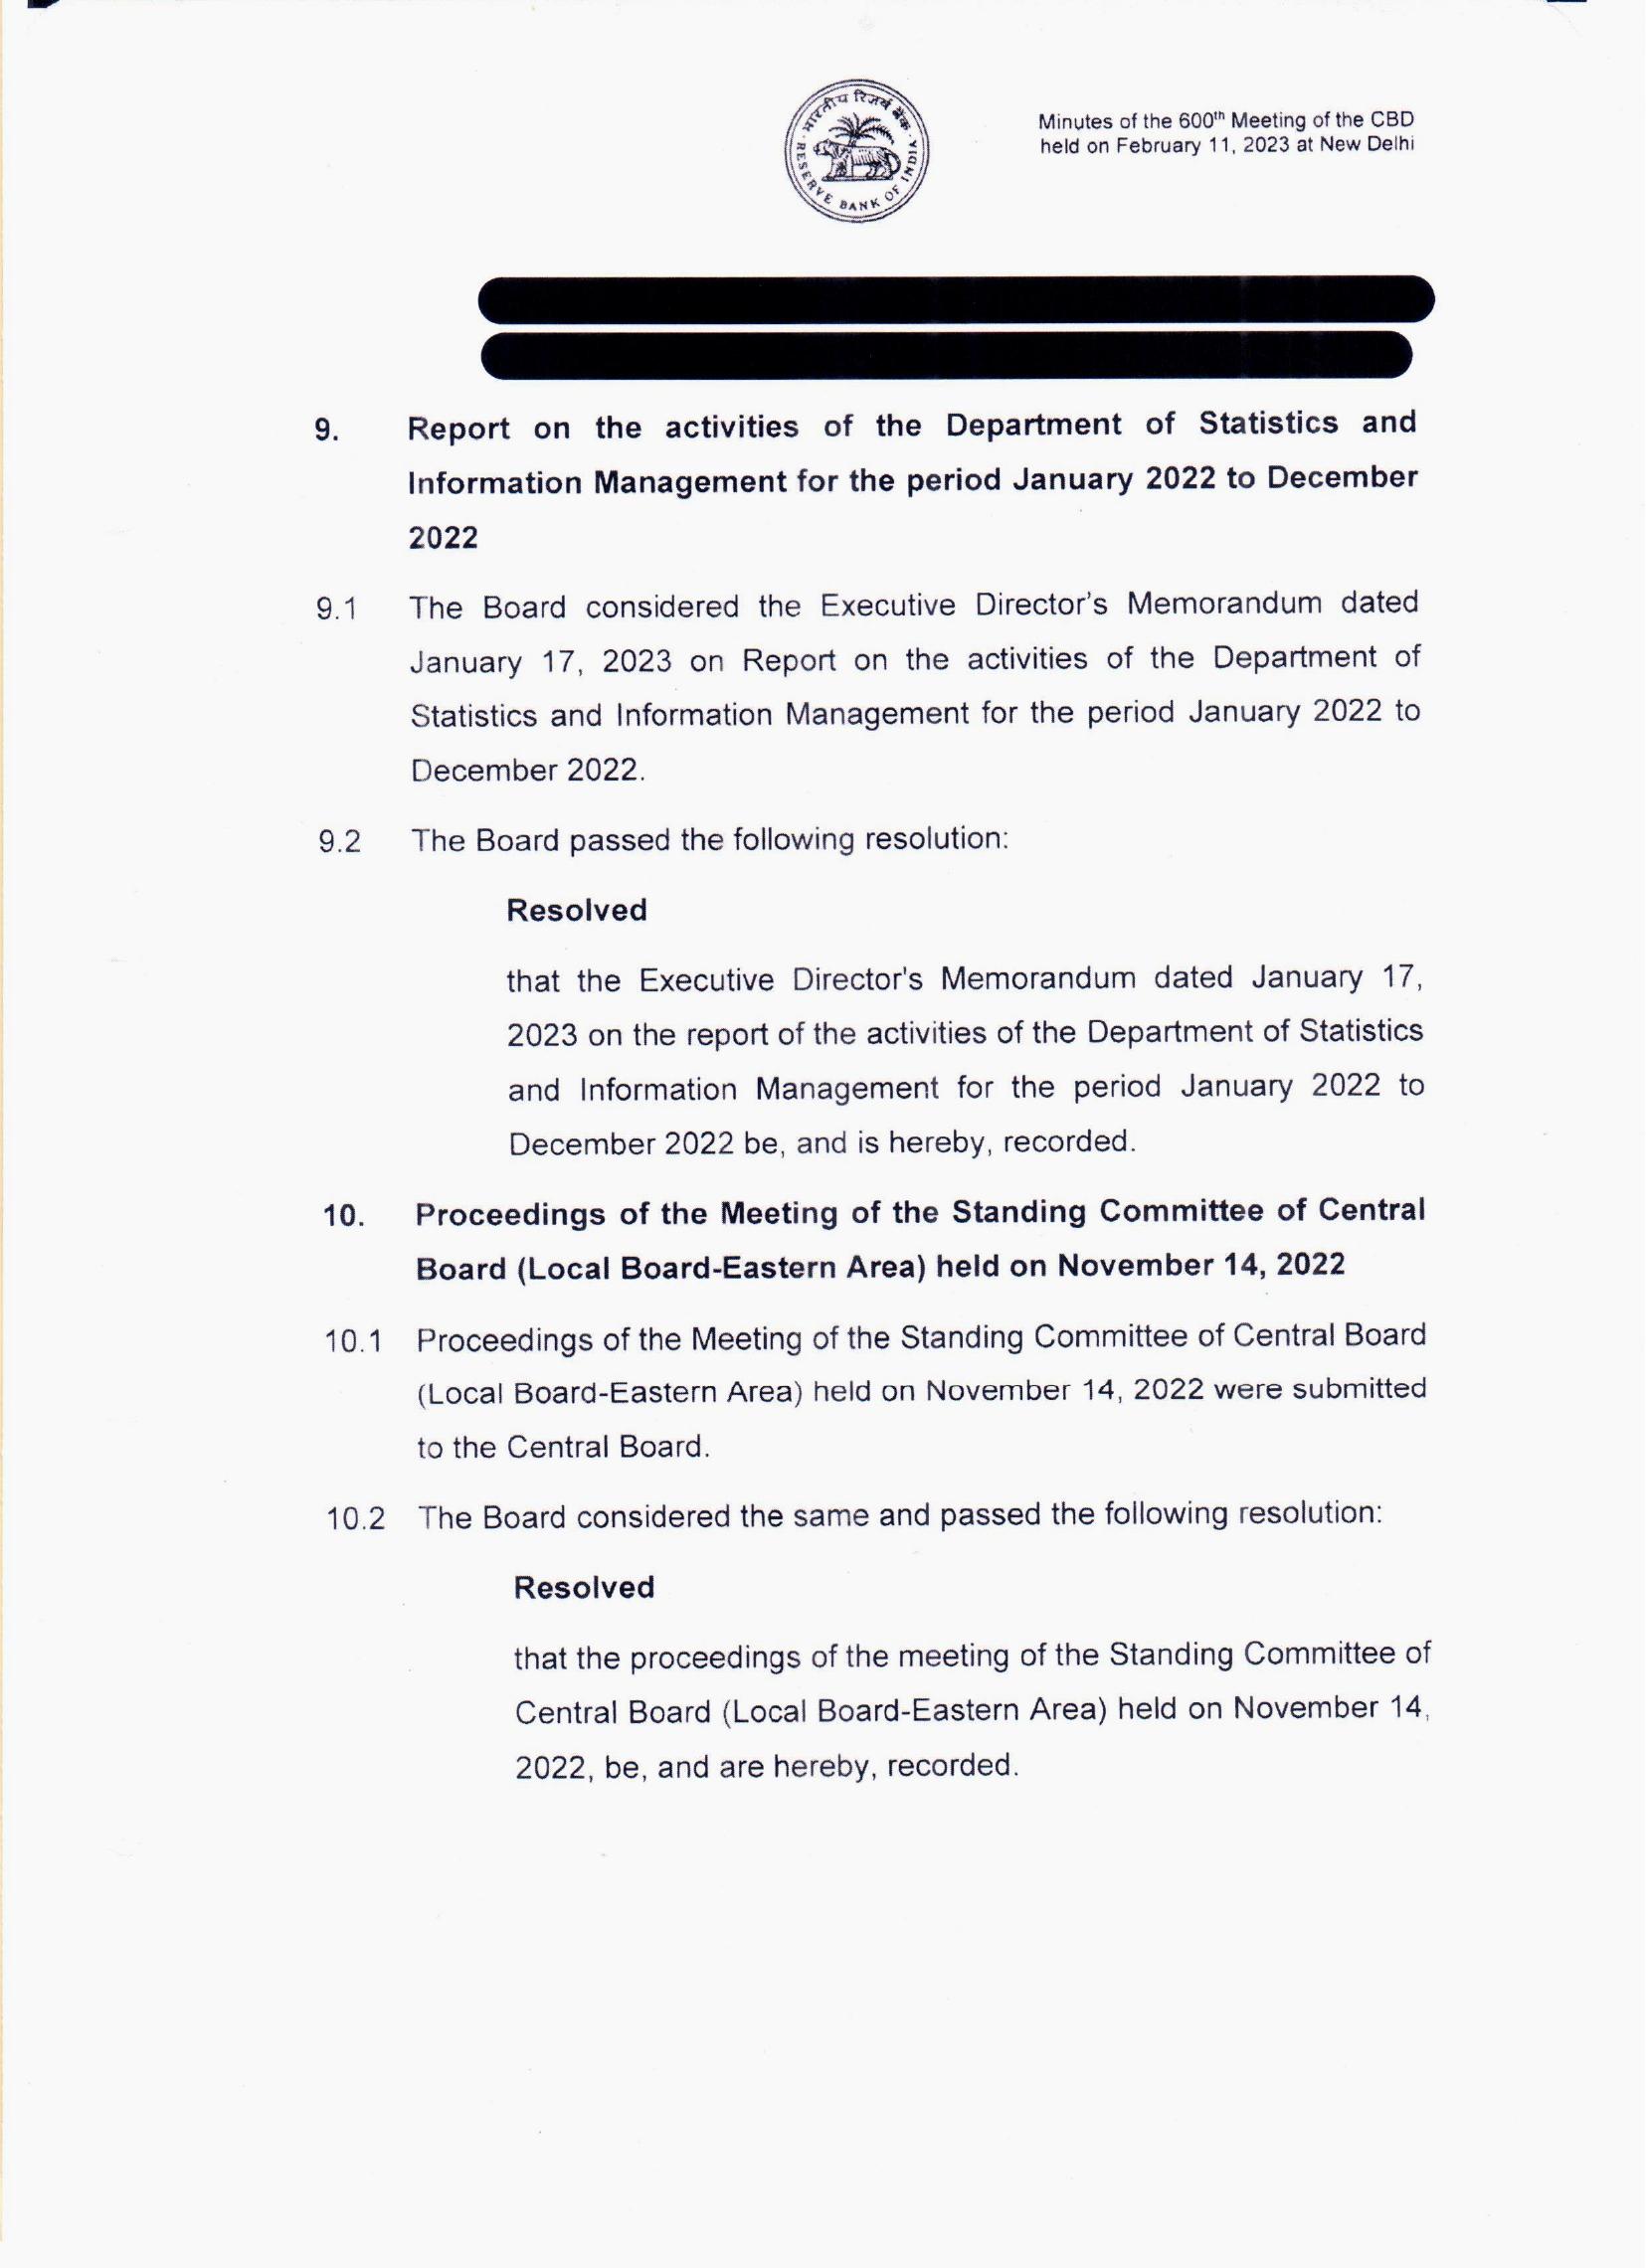 भारतीय रिज़र्व बैंक
RESERVE BANK OF INDIA
Minutes of the 600th Meeting of the CBD
held on February 11, 2023 at New Delhi
9. Report on the activities of the Department of Statistics and
Information Management for the period January 2022 to December
2022
9.1 The Board considered the Executive Director's Memorandum dated
January 17, 2023 on Report on the activities of the Department of
Statistics and Information Management for the period January 2022 to
December 2022.
9.2 The Board passed the following resolution:
Resolved
that the Executive Director's Memorandum dated January 17,
2023 on the report of the activities of the Department of Statistics
and Information Management for the period January 2022 to
December 2022 be, and is hereby, recorded.
10. Proceedings of the Meeting of the Standing Committee of Central
Board (Local Board-Eastern Area) held on November 14, 2022
10.1 Proceedings of the Meeting of the Standing Committee of Central Board
(Local Board-Eastern Area) held on November 14, 2022 were submitted
to the Central Board.
10.2 The Board considered the same and passed the following resolution:
Resolved
that the proceedings of the meeting of the Standing Committee of
Central Board (Local Board-Eastern Area) held on November 14,
2022, be, and are hereby, recorded.